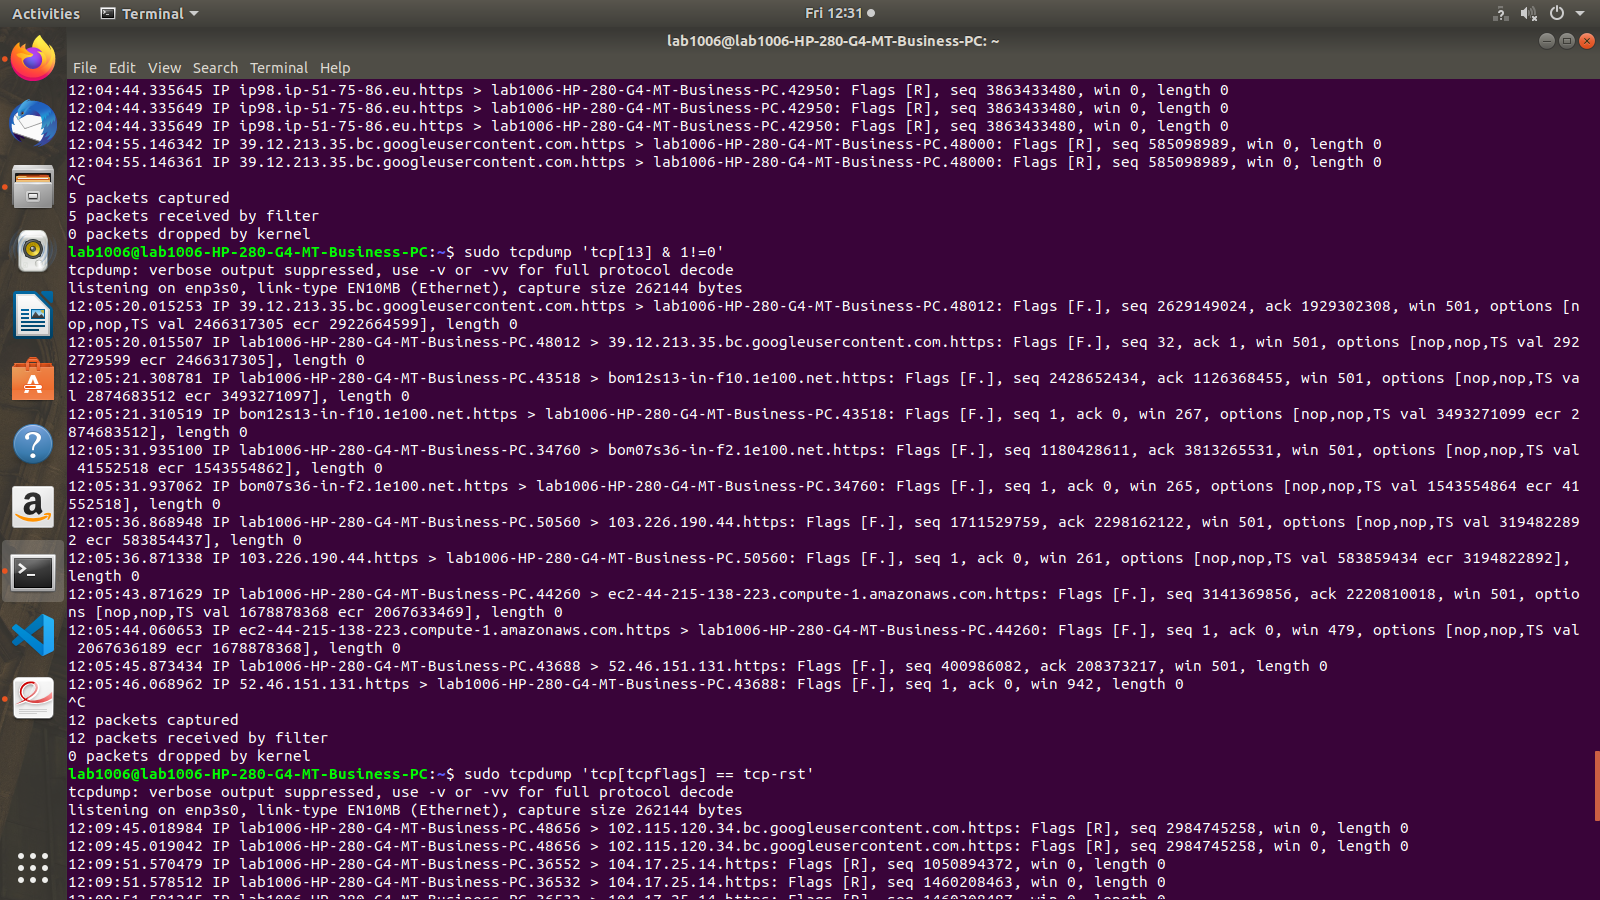 Activities Terminal Fri 12:31
lab1006@lab1006-HP-280-G4-MT-Business-PC: ~
File Edit View Search Terminal Help
12:04:44.335645 IP ip98.ip-51-75-86.eu.https > lab1006-HP-280-G4-MT-Business-PC.42950: Flags [R], seq 3863433480, win 0, length 0
12:04:44.335649 IP ip98.ip-51-75-86.eu.https > lab1006-HP-280-G4-MT-Business-PC.42950: Flags [R], seq 3863433480, win 0, length 0
12:04:44.335649 IP ip98.ip-51-75-86.eu.https > lab1006-HP-280-G4-MT-Business-PC.42950: Flags [R], seq 3863433480, win 0, length 0
12:04:55.146342 IP 39.12.213.35.bc.googleusercontent.com.https > lab1006-HP-280-G4-MT-Business-PC.48000: Flags [R], seq 585098989, win 0, length 0
12:04:55.146361 IP 39.12.213.35.bc.googleusercontent.com.https > lab1006-HP-280-G4-MT-Business-PC.48000: Flags [R], seq 585098989, win 0, length 0
^C
5 packets captured
5 packets received by filter
0 packets dropped by kernel
lab1006@lab1006-HP-280-G4-MT-Business-PC:~$ sudo tcpdump 'tcp[13] & 1!=0'
tcpdump: verbose output suppressed, use -v or -vv for full protocol decode
listening on enp3s0, link-type EN10MB (Ethernet), capture size 262144 bytes
12:05:20.015253 IP 39.12.213.35.bc.googleusercontent.com.https > lab1006-HP-280-G4-MT-Business-PC.48012: Flags [F.], seq 2629149024, ack 1929302308, win 501, options [n
op,nop,TS val 2466317305 ecr 2922664599], length 0
12:05:20.015507 IP lab1006-HP-280-G4-MT-Business-PC.48012 > 39.12.213.35.bc.googleusercontent.com.https: Flags [F.], seq 32, ack 1, win 501, options [nop,nop,TS val 292
2729599 ecr 2466317305], length 0
12:05:21.308781 IP lab1006-HP-280-G4-MT-Business-PC.43518 > bom12s13-in-f10.1e100.net.https: Flags [F.], seq 2428652434, ack 1126368455, win 501, options [nop,nop,TS va
l 2874683512 ecr 3493271097], length 0
12:05:21.310519 IP bom12s13-in-f10.1e100.net.https > lab1006-HP-280-G4-MT-Business-PC.43518: Flags [F.], seq 1, ack 0, win 267, options [nop,nop,TS val 3493271099 ecr 2
874683512], length 0
12:05:31.935100 IP lab1006-HP-280-G4-MT-Business-PC.34760 > bom07s36-in-f2.1e100.net.https: Flags [F.], seq 1180428611, ack 3813265531, win 501, options [nop,nop,TS val
 41552518 ecr 1543554862], length 0
12:05:31.937062 IP bom07s36-in-f2.1e100.net.https > lab1006-HP-280-G4-MT-Business-PC.34760: Flags [F.], seq 1, ack 0, win 265, options [nop,nop,TS val 1543554864 ecr 41
552518], length 0
12:05:36.868948 IP lab1006-HP-280-G4-MT-Business-PC.50560 > 103.226.190.44.https: Flags [F.], seq 1711529759, ack 2298162122, win 501, options [nop,nop,TS val 319482289
2 ecr 583854437], length 0
12:05:36.871338 IP 103.226.190.44.https > lab1006-HP-280-G4-MT-Business-PC.50560: Flags [F.], seq 1, ack 0, win 261, options [nop,nop,TS val 583859434 ecr 3194822892],
length 0
12:05:43.871629 IP lab1006-HP-280-G4-MT-Business-PC.44260 > ec2-44-215-138-223.compute-1.amazonaws.com.https: Flags [F.], seq 3141369856, ack 2220810018, win 501, optio
ns [nop,nop,TS val 1678878368 ecr 2067633469], length 0
12:05:44.060653 IP ec2-44-215-138-223.compute-1.amazonaws.com.https > lab1006-HP-280-G4-MT-Business-PC.44260: Flags [F.], seq 1, ack 0, win 479, options [nop,nop,TS val
 2067636189 ecr 1678878368], length 0
12:05:45.873434 IP lab1006-HP-280-G4-MT-Business-PC.43688 > 52.46.151.131.https: Flags [F.], seq 400986082, ack 208373217, win 501, length 0
12:05:46.068962 IP 52.46.151.131.https > lab1006-HP-280-G4-MT-Business-PC.43688: Flags [F.], seq 1, ack 0, win 942, length 0
^C
12 packets captured
12 packets received by filter
0 packets dropped by kernel
lab1006@lab1006-HP-280-G4-MT-Business-PC:~$ sudo tcpdump 'tcp[tcpflags] == tcp-rst'
tcpdump: verbose output suppressed, use -v or -vv for full protocol decode
listening on enp3s0, link-type EN10MB (Ethernet), capture size 262144 bytes
12:09:45.018984 IP lab1006-HP-280-G4-MT-Business-PC.48656 > 102.115.120.34.bc.googleusercontent.com.https: Flags [R], seq 2984745258, win 0, length 0
12:09:45.019042 IP lab1006-HP-280-G4-MT-Business-PC.48656 > 102.115.120.34.bc.googleusercontent.com.https: Flags [R], seq 2984745258, win 0, length 0
12:09:51.570479 IP lab1006-HP-280-G4-MT-Business-PC.36552 > 104.17.25.14.https: Flags [R], seq 1050894372, win 0, length 0
12:09:51.578512 IP lab1006-HP-280-G4-MT-Business-PC.36532 > 104.17.25.14.https: Flags [R], seq 1460208463, win 0, length 0
12:09:51.581245 IP lab1006-HP-280-G4-MT-Business-PC.36532 > 104.17.25.14.https: Flags [R], seq 1460208487, win 0, length 0